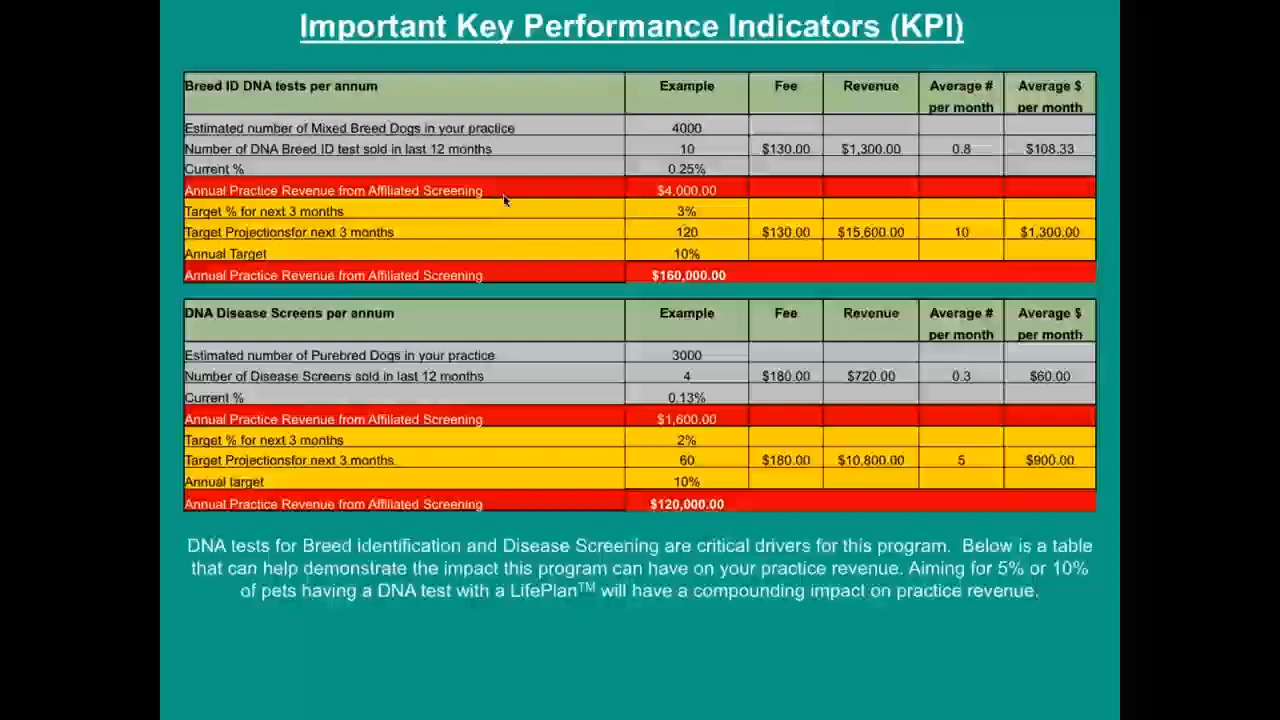 Important Key Performance Indicators (KPI)
Breed ID DNA tests per annum Example Fee Revenue Average # per month Average $ per month
Estimated number of Mixed Breed Dogs in your practice 4000
Number of DNA Breed ID test sold in last 12 months 10 $130.00 $1,300.00 0.8 $108.33
Current % 0.25%
Annual Practice Revenue from Affiliated Screening $4,000.00
Target % for next 3 months 3%
Target Projectionsfor next 3 months 120 $130.00 $15,600.00 10 $1,300.00
Annual Target 10%
Annual Practice Revenue from Affiliated Screening $160,000.00
DNA Disease Screens per annum Example Fee Revenue Average # per month Average $ per month
Estimated number of Purebred Dogs in your practice 3000
Number of Disease Screens sold in last 12 months 4 $180.00 $720.00 0.3 $60.00
Current % 0.13%
Annual Practice Revenue from Affiliated Screening $1,600.00
Target % for next 3 months 2%
Target Projectionsfor next 3 months 60 $180.00 $10,800.00 5 $900.00
Annual target 10%
Annual Practice Revenue from Affiliated Screening $120,000.00
DNA tests for Breed identification and Disease Screening are critical drivers for this program. Below is a table
that can help demonstrate the impact this program can have on your practice revenue. Aiming for 5% or 10%
of pets having a DNA test with a LifePlan™ will have a compounding impact on practice revenue.